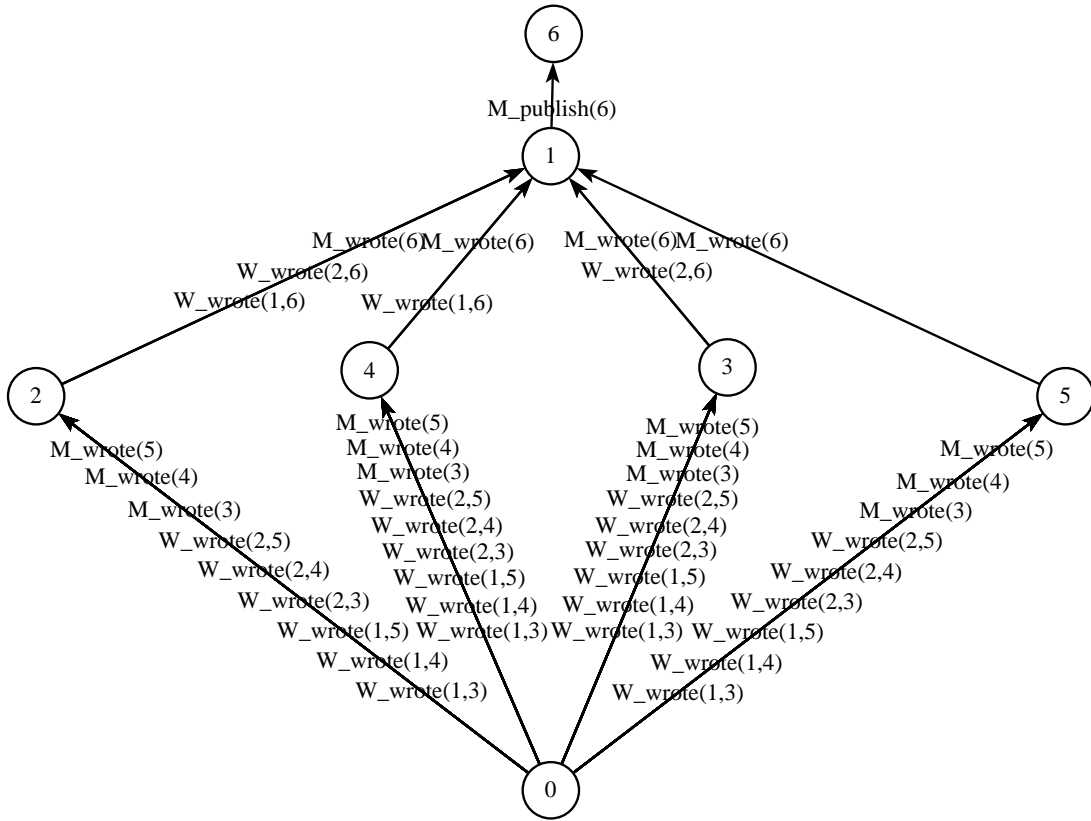 6
M_publish(6)
1
M_wrote(6) M_wrote(6) M_wrote(6) M_wrote(6)
W_wrote(2,6) W_wrote(2,6)
W_wrote(1,6) W_wrote(1,6)
2 4 3 5
M_wrote(5) M_wrote(5) M_wrote(5) M_wrote(5)
M_wrote(4) M_wrote(4) M_wrote(4) M_wrote(4)
M_wrote(3) M_wrote(3) M_wrote(3) M_wrote(3)
W_wrote(2,5) W_wrote(2,5) W_wrote(2,5) W_wrote(2,5)
W_wrote(2,4) W_wrote(2,4) W_wrote(2,4) W_wrote(2,4)
W_wrote(2,3) W_wrote(2,3) W_wrote(2,3) W_wrote(2,3)
W_wrote(1,5) W_wrote(1,5) W_wrote(1,5) W_wrote(1,5)
W_wrote(1,4) W_wrote(1,4) W_wrote(1,4) W_wrote(1,4)
W_wrote(1,3) W_wrote(1,3) W_wrote(1,3) W_wrote(1,3)
0